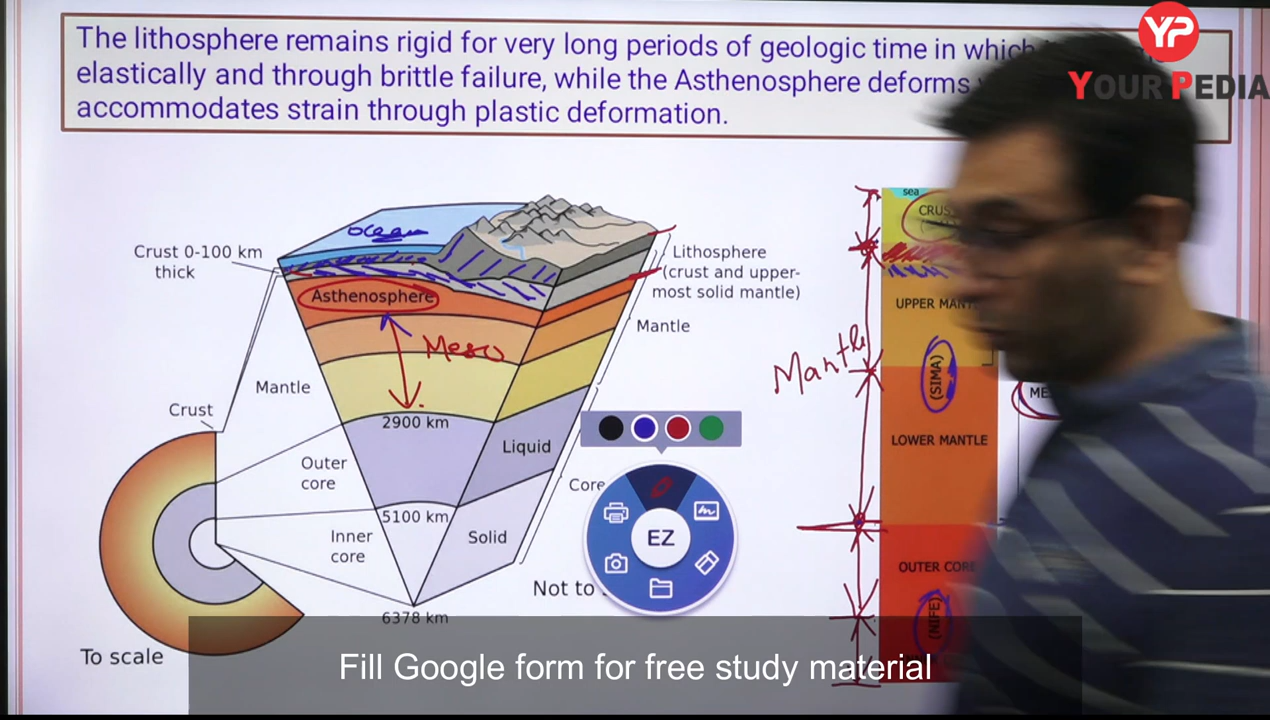 The lithosphere remains rigid for very long periods of geologic time in which
elastically and through brittle failure, while the Asthenosphere deforms
accommodates strain through plastic deformation.
YP
YOUR PEDIA
ocean
Crust 0-100 km
thick
Lithosphere
(crust and upper-
most solid mantle)
Asthenosphere
Mantle
Meso
Mantle
2900 km
Crust
Outer
core
Liquid
Core
5100 km
Inner
core
Solid
Not to
6378 km
To scale
EZ
sea
UPPER
Mantle
(SIMA)
LOWER MANTLE
OUTER CORE
(NIFE)
Fill Google form for free study material